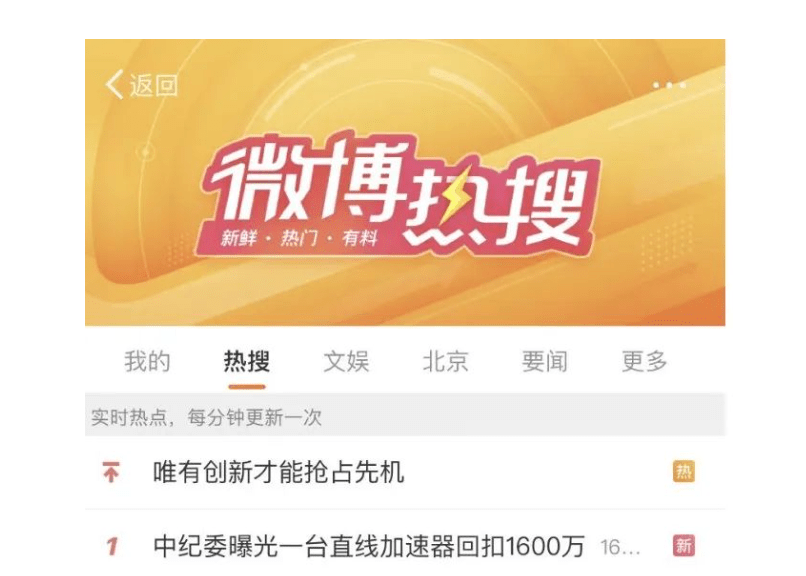 返回
微博热搜
新鲜·热门·有料
我的 热搜 文娱 北京 要闻 更多
实时热点，每分钟更新一次
唯有创新才能抢占先机 热
1 中纪委曝光一台直线加速器回扣1600万 16... 新